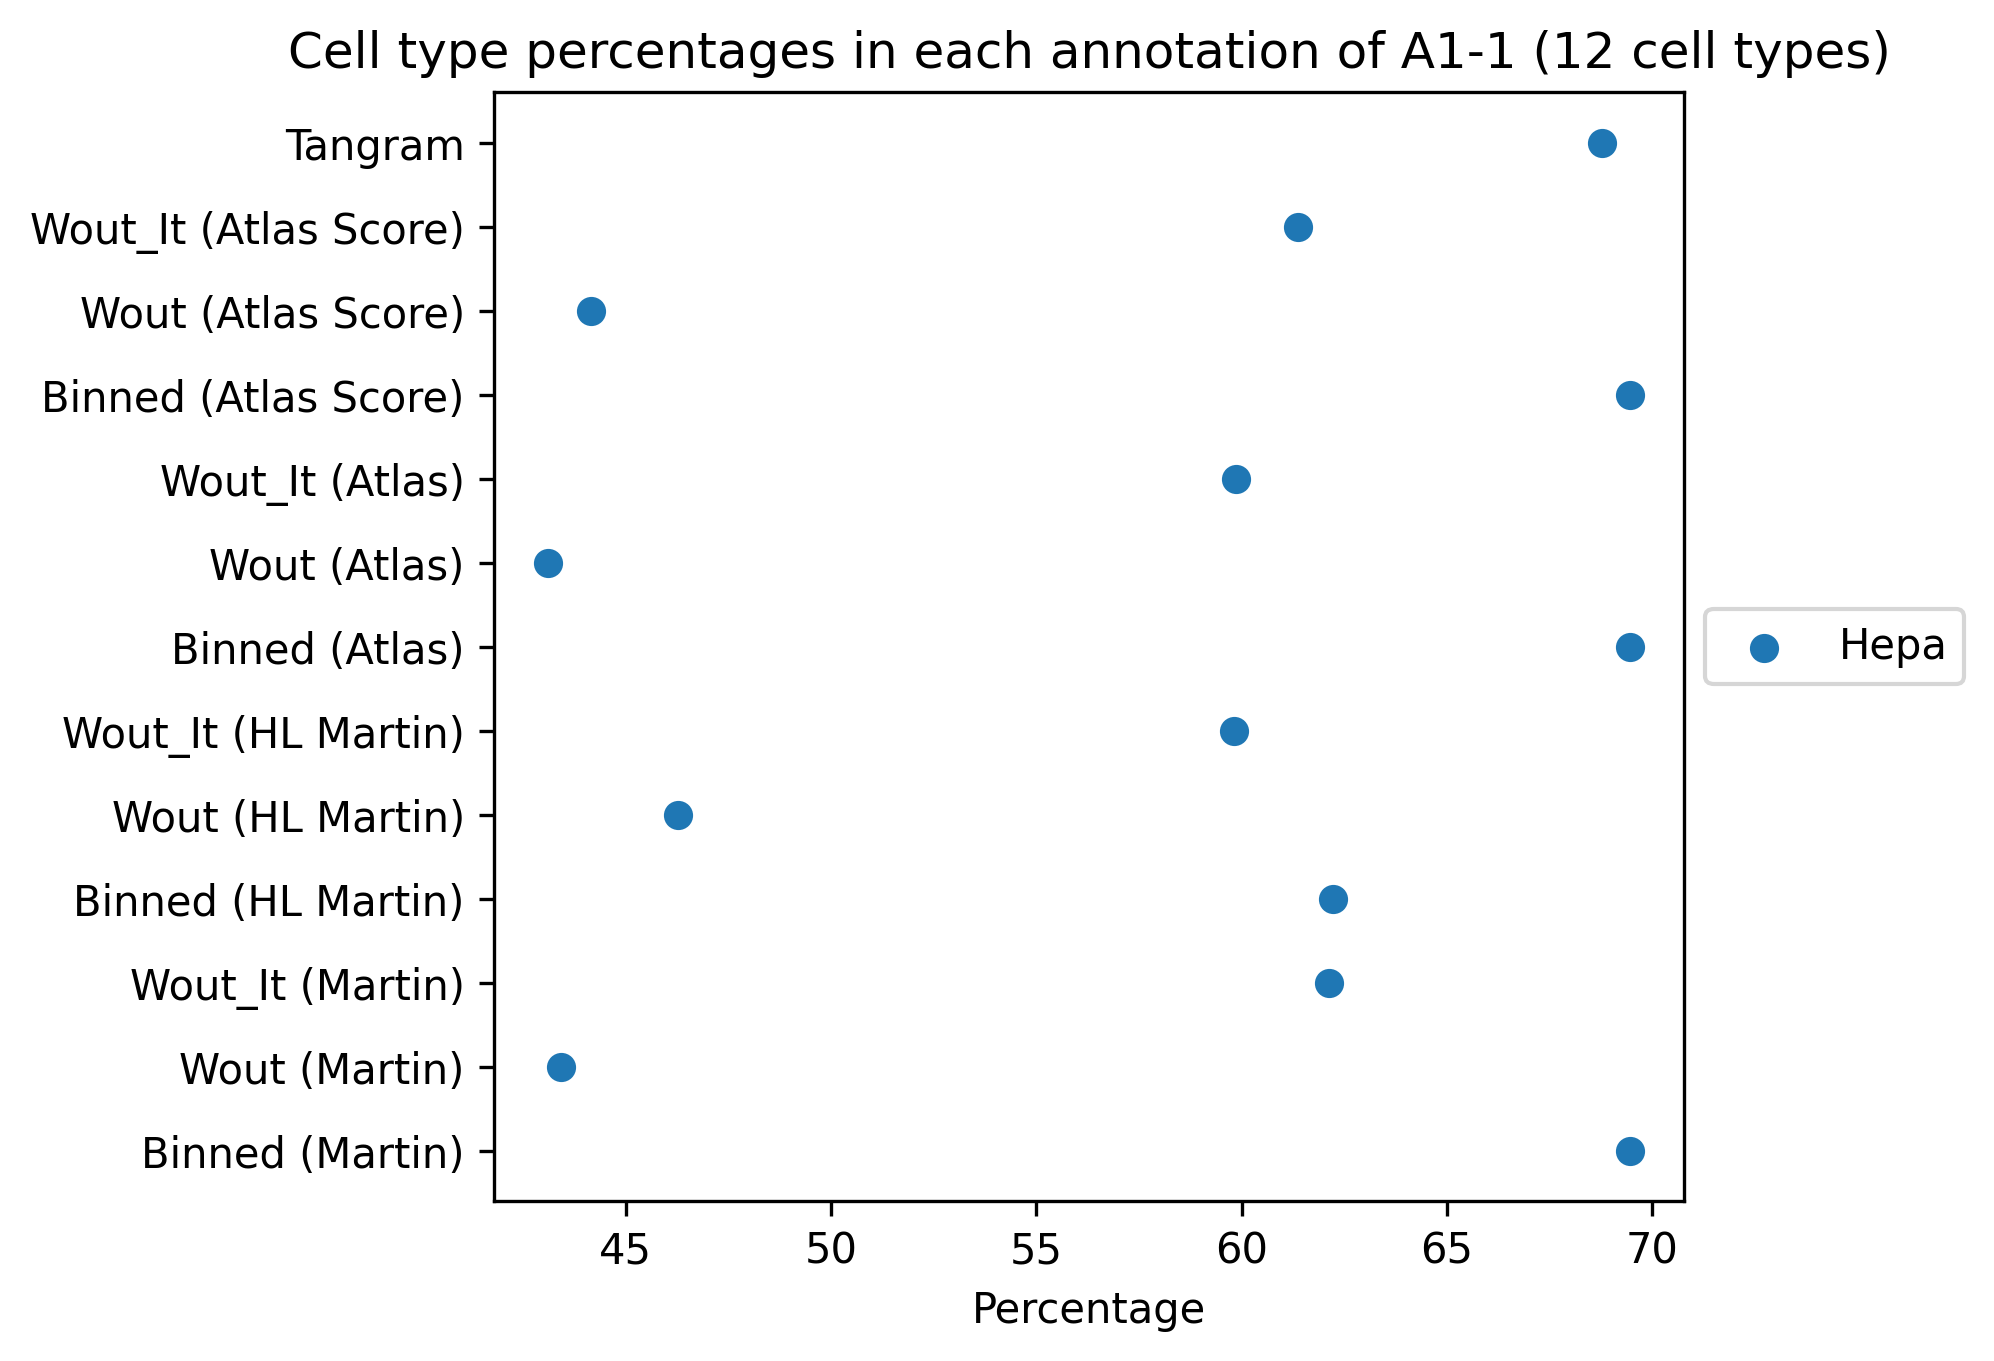 Cell type percentages in each annotation of A1-1 (12 cell types)
Tangram
Wout_It (Atlas Score)
Wout (Atlas Score)
Binned (Atlas Score)
Wout_It (Atlas)
Wout (Atlas)
Binned (Atlas)
Wout_It (HL Martin)
Wout (HL Martin)
Binned (HL Martin)
Wout_It (Martin)
Wout (Martin)
Binned (Martin)
Hepa
45 50 55 60 65 70
Percentage